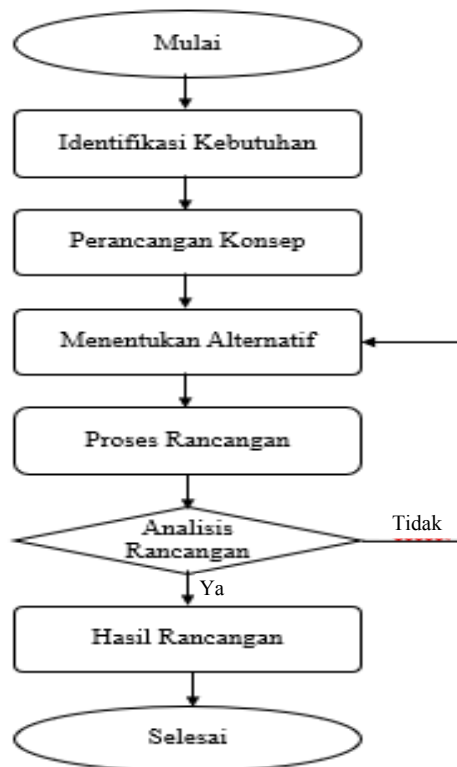 Mulai
Identifikasi Kebutuhan
Perancangan Konsep
Menentukan Alternatif
Proses Rancangan
Analisis
Rancangan
Tidak
Ya
Hasil Rancangan
Selesai